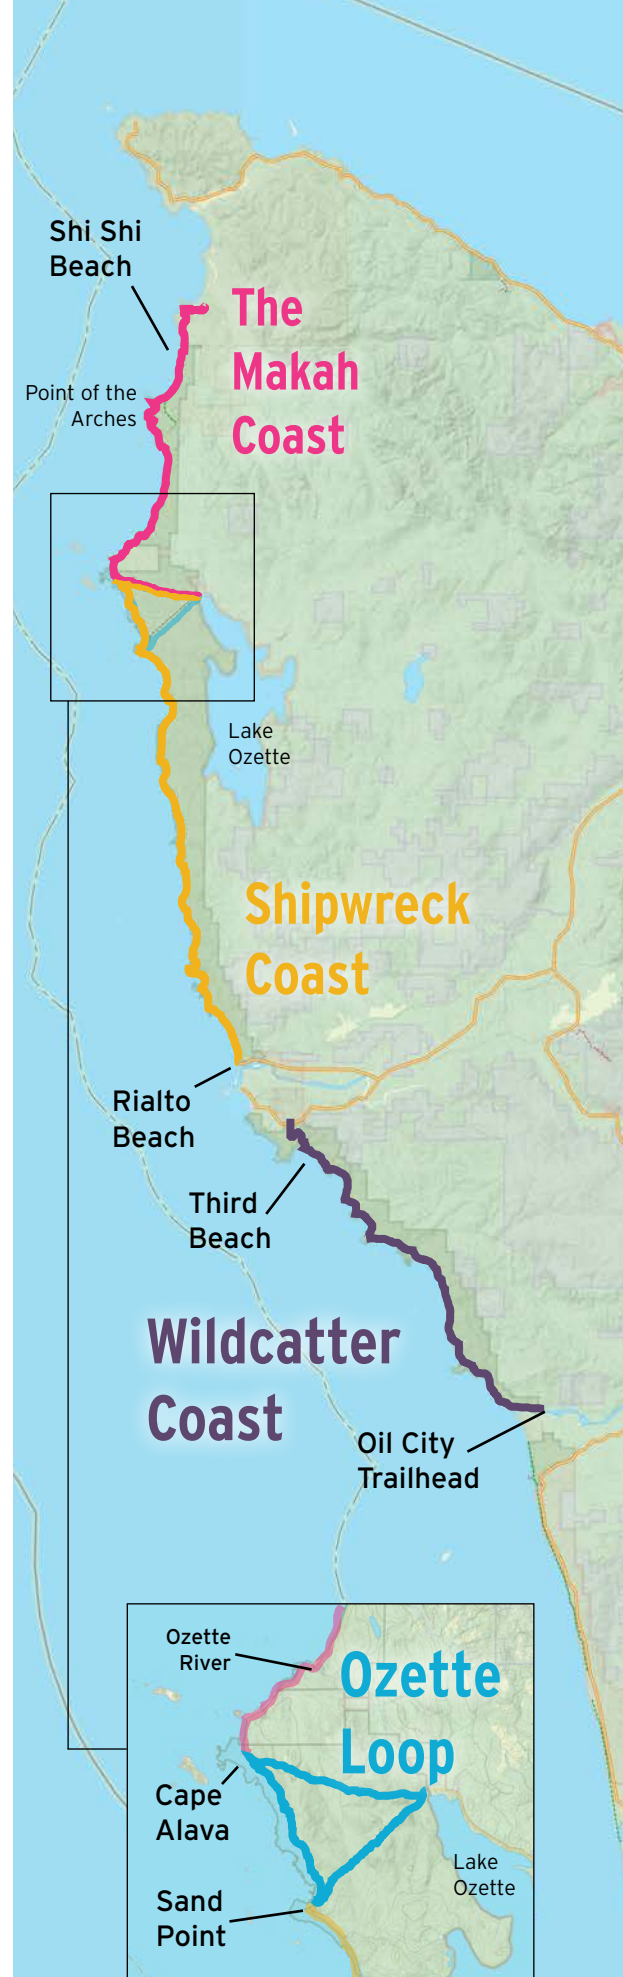 Shi Shi
Beach
The
Makah
Coast
Point of the
Arches
Lake
Ozette
Shipwreck
Coast
Rialto
Beach
Third
Beach
Wildcatter
Coast
Oil City
Trailhead
Ozette
River
Ozette
Loop
Cape
Alava
Lake
Ozette
Sand
Point